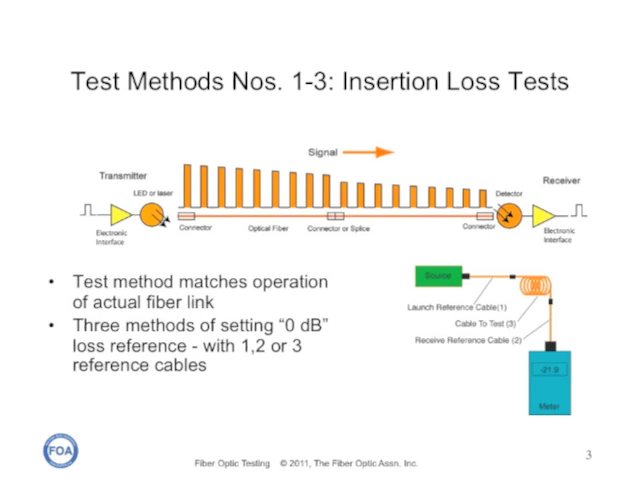 Test Methods Nos. 1-3: Insertion Loss Tests
Signal
Transmitter
Receiver
LED or laser
Detector
Connector
Optical Fiber
Connector or Splice
Connector
Electronic
Interface
Electronic
Interface
• Test method matches operation
of actual fiber link
• Three methods of setting “0 dB”
loss reference - with 1,2 or 3
reference cables
Source
Launch Reference Cable(1)
Cable To Test (3)
Receive Reference Cable (2)
-21.9
Meter
FOA
Fiber Optic Testing © 2011, The Fiber Optic Assn. Inc.
3